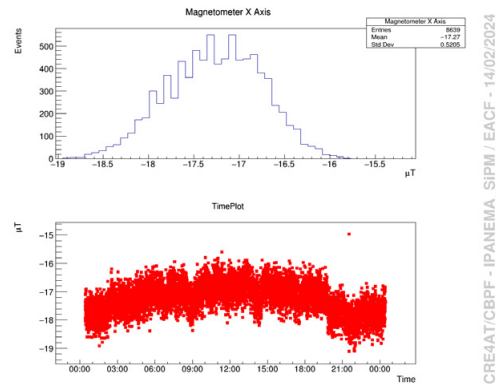 Magnetometer X Axis
Events
Magnetometer X Axis
Entries 8639
Mean −17.27
Std Dev 0.5205
500
400
300
200
100
0
−19 −18.5 −18 −17.5 −17 −16.5 −16 −15.5
μT
TimePlot
μT
−15
−16
−17
−18
−19
00:00 03:00 06:00 09:00 12:00 15:00 18:00 21:00 00:00
Time
CRE4AT/CBPF - IPANEMA SiPM / EACF - 14/02/2024